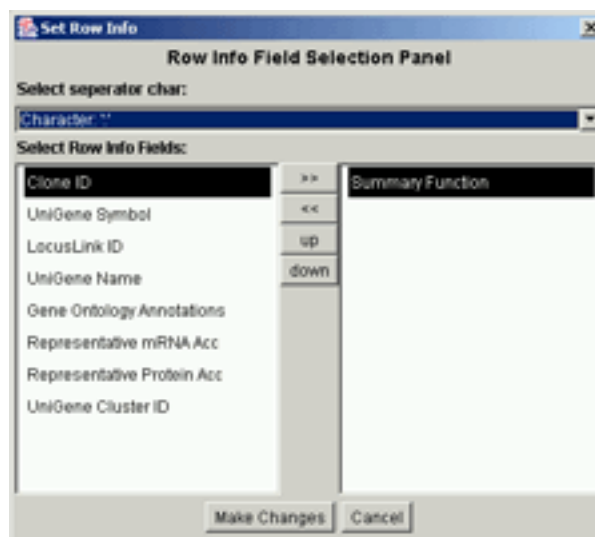 Set Row Info
Row Info Field Selection Panel
Select seperator char:
Character: ':'
Select Row Info Fields:
Clone ID
UniGene Symbol
LocusLink ID
UniGene Name
Gene Ontology Annotations
Representative mRNA Acc
Representative Protein Acc
UniGene Cluster ID
>>
<<
up
down
Summary Function
Make Changes
Cancel